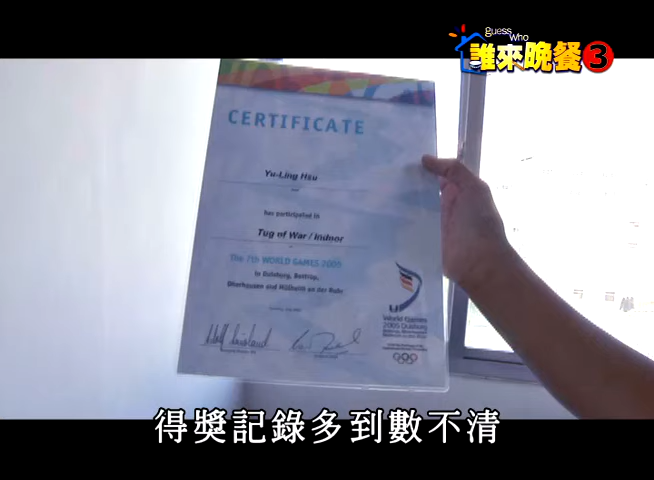 guess
Who
誰來晚餐3
CERTIFICATE
Yu-Ling Hsu
has participated in
Tug of War / indoor
The 7th WORLD GAMES 2005
in Duisburg, Bottrop,
Oberhausen and Mülheim an der Ruhr
World Games
2005 Duisburg
得獎記錄多到數不清